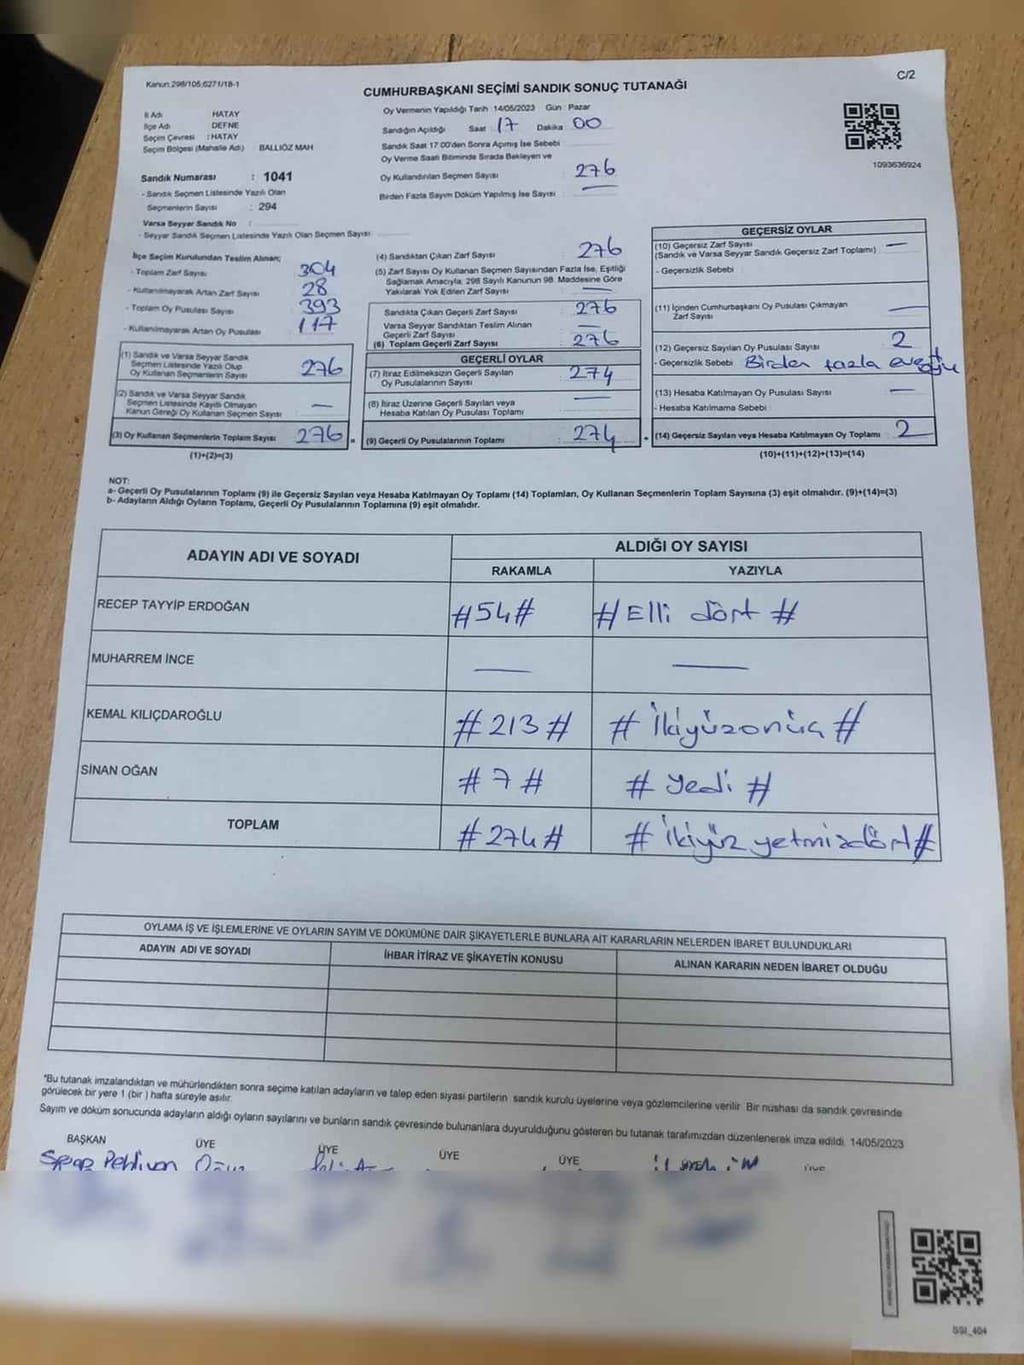 Kanun:298/105;6271/18-1
C/2
CUMHURBAŞKANI SEÇİMİ SANDIK SONUÇ TUTANAĞI
İl Adı HATAY
İlçe Adı DEFNE
Seçim Çevresi : HATAY
Seçim Bölgesi (Mahalle Adı) BALLIÖZ MAH
Sandık Numarası : 1041
- Sandık Seçmen Listesinde Yazılı Olan
Seçmenlerin Sayısı : 294
Varsa Seyyar Sandık No :
- Seyyar Sandık Seçmen Listesinde Yazılı Olan Seçmen Sayısı
Oy Vermenin Yapıldığı Tarih 14/05/2023 Gün : Pazar
Sandığın Açıldığı Saat 17 Dakika 00
Sandık Saat 17:00'den Sonra Açılmış İse Sebebi
Oy Verme Saati Bitiminde Sırada Bekleyen ve
Oy Kullandırılan Seçmen Sayısı 276
Birden Fazla Sayım Döküm Yapılmış İse Sayısı —
1093636924
İlçe Seçim Kurulundan Teslim Alınan;
- Toplam Zarf Sayısı 304
- Kullanılmayarak Artan Zarf Sayısı 28
- Toplam Oy Pusulası Sayısı 393
- Kullanılmayarak Artan Oy Pusulası 117
(1) Sandık ve Varsa Seyyar Sandık
Seçmen Listesinde Yazılı Olup
Oy Kullanan Seçmenlerin Sayısı 276
(2) Sandık ve Varsa Seyyar Sandık
Seçmen Listesinde Kayıtlı Olmayan
Kanun Gereği Oy Kullanan Seçmen Sayısı —
(3) Oy Kullanan Seçmenlerin Toplam Sayısı 276
(1)+(2)=(3)
(4) Sandıktan Çıkan Zarf Sayısı 276
(5) Zarf Sayısı Oy Kullanan Seçmen Sayısından Fazla İse, Eşitliği
Sağlamak Amacıyla, 298 Sayılı Kanunun 98. Maddesine Göre
Yakılarak Yok Edilen Zarf Sayısı —
Sandıkta Çıkan Geçerli Zarf Sayısı 276
Varsa Seyyar Sandıktan Teslim Alınan
Geçerli Zarf Sayısı —
(6) Toplam Geçerli Zarf Sayısı 276
GEÇERLİ OYLAR
(7) İtiraz Edilmeksizin Geçerli Sayılan
Oy Pusulasının Sayısı 274
(8) İtiraz Üzerine Geçerli Sayılan veya
Hesaba Katılan Oy Pusulası Toplamı —
= (9) Geçerli Oy Pusulalarının Toplamı 274
GEÇERSİZ OYLAR
(10) Geçersiz Zarf Sayısı —
(Sandık ve Varsa Seyyar Sandık Geçersiz Zarf Toplamı)
- Geçersizlik Sebebi
(11) İçinden Cumhurbaşkanı Oy Pusulası Çıkmayan
Zarf Sayısı —
(12) Geçersiz Sayılan Oy Pusulası Sayısı 2
- Geçersizlik Sebebi Birden fazla evet
(13) Hesaba Katılmayan Oy Pusulası Sayısı —
- Hesaba Katılmama Sebebi
+ (14) Geçersiz Sayılan veya Hesaba Katılmayan Oy Toplamı 2
(10)+(11)+(12)+(13)=(14)
NOT:
a- Geçerli Oy Pusulalarının Toplamı (9) ile Geçersiz Sayılan veya Hesaba Katılmayan Oy Toplamı (14) Toplamları, Oy Kullanan Seçmenlerin Toplam Sayısına (3) eşit olmalıdır. (9)+(14)=(3)
b- Adayların Aldığı Oyların Toplamı, Geçerli Oy Pusulalarının Toplamına (9) eşit olmalıdır.
ADAYIN ADI VE SOYADI ALDIĞI OY SAYISI
RAKAMLA YAZIYLA
RECEP TAYYİP ERDOĞAN #54# # Elli dört #
MUHARREM İNCE — —
KEMAL KILIÇDAROĞLU #213# # İkiyüzonüç #
SİNAN OĞAN #7# # yedi #
TOPLAM #274# # İkiyüz yetmişdört #
OYLAMA İŞ VE İŞLEMLERİNE VE OYLARIN SAYIM VE DÖKÜMÜNE DAİR ŞİKAYETLERLE BUNLARA AİT KARARLARIN NELERDEN İBARET BULUNDUKLARI
ADAYIN ADI VE SOYADI İHBAR İTİRAZ VE ŞİKAYETİN KONUSU ALINAN KARARIN NEDEN İBARET OLDUĞU
*Bu tutanak imzalandıktan ve mühürlendikten sonra seçime katılan adayların ve talep eden siyasi partilerin sandık kurulu üyelerine veya gözlemcilerine verilir. Bir nüshası da sandık çevresinde
görülecek bir yere 1 (bir ) hafta süreyle asılır.
Sayım ve döküm sonucunda adayların aldığı oyların sayılarını ve bunların sandık çevresinde bulunanlara duyurulduğunu gösteren bu tutanak tarafımızdan düzenlenerek imza edildi. 14/05/2023
BAŞKAN ÜYE ÜYE ÜYE ÜYE
Pehlivan
SSI_404